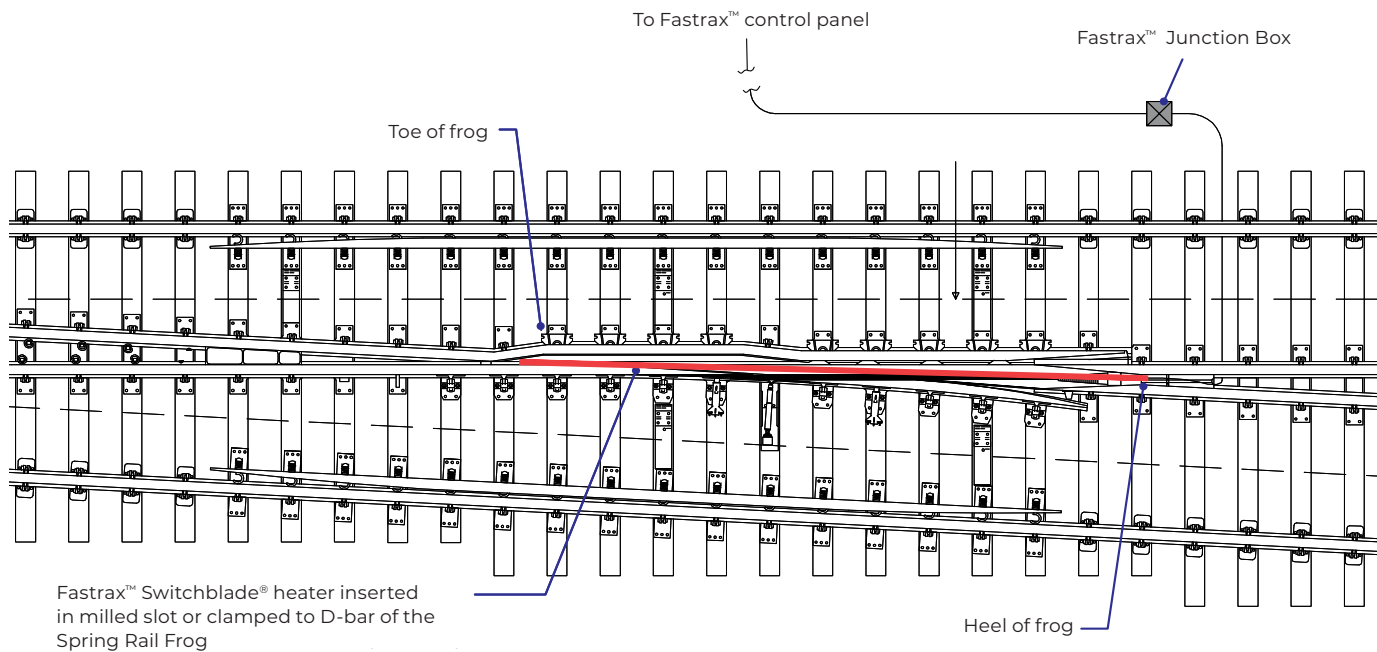 To Fastrax™ control panel
Fastrax™ Junction Box
Toe of frog
Fastrax™ Switchblade® heater inserted
in milled slot or clamped to D-bar of the
Spring Rail Frog
Heel of frog